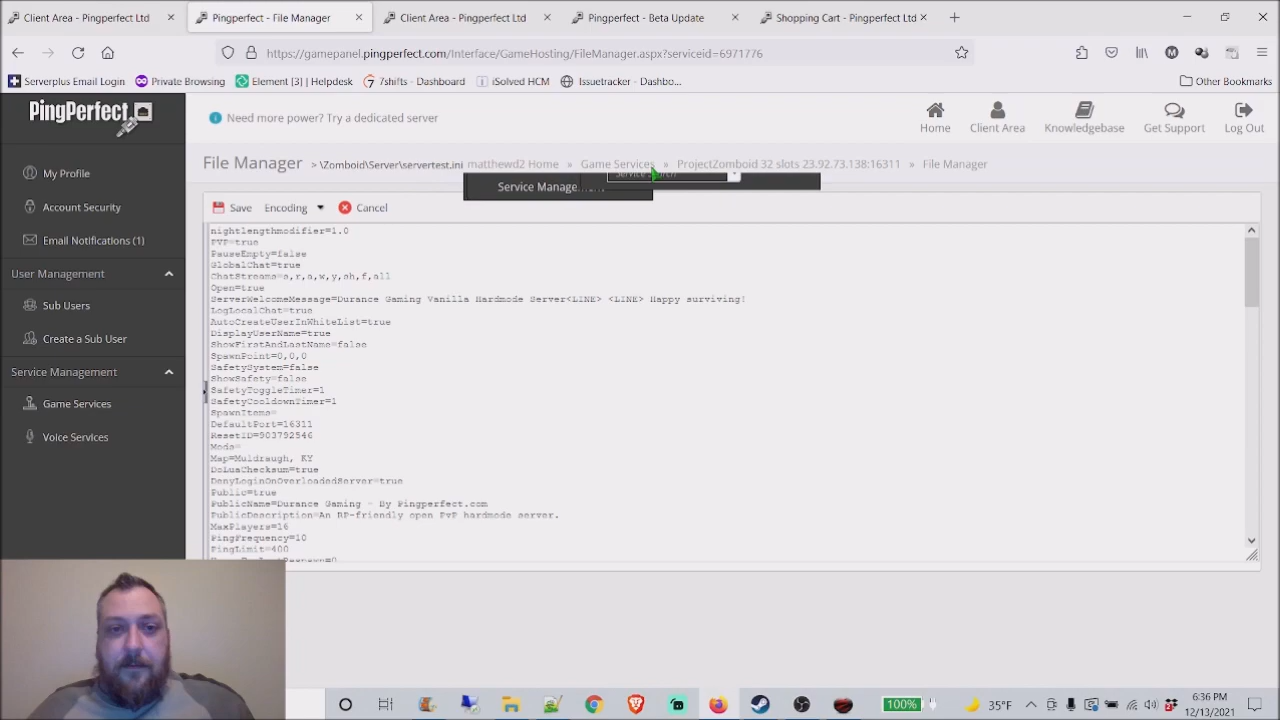 Client Area - Pingperfect Ltd
Pingperfect - File Manager
Client Area - Pingperfect Ltd
Pingperfect - Beta Update
Shopping Cart - Pingperfect Ltd
https://gamepanel.pingperfect.com/Interface/GameHosting/FileManager.aspx?serviceid=6971776
Serverplus Email Login
Private Browsing
Element [3] | Helpdesk
7shifts - Dashboard
iSolved HCM
Issuetracker - Dashbo...
Other Bookmarks
PingPerfect
Need more power? Try a dedicated server
Home
Client Area
Knowledgebase
Get Support
Log Out
File Manager > \Zomboid\Server\servertest.ini matthewd2 Home » Game Services » ProjectZomboid 32 slots 23.92.73.138:16311 » File Manager
Service Search
Service Management
My Profile
Account Security
Email Notifications (1)
User Management
Sub Users
Create a Sub User
Service Management
Game Services
Voice Services
Save Encoding Cancel
nightlengthmodifier=1.0
PVP=true
PauseEmpty=false
GlobalChat=true
ChatStreams=s,r,a,w,y,sh,f,all
Open=true
ServerWelcomeMessage=Durance Gaming Vanilla Hardmode Server<LINE> <LINE> Happy surviving!
LogLocalChat=true
AutoCreateUserInWhiteList=true
DisplayUserName=true
ShowFirstAndLastName=false
SpawnPoint=0,0,0
SafetySystem=false
ShowSafety=false
SafetyToggleTimer=1
SafetyCooldownTimer=1
SpawnItems=
DefaultPort=16311
ResetID=903792546
Mods=
Map=Muldraugh, KY
DoLuaChecksum=true
DenyLoginOnOverloadedServer=true
Public=true
PublicName=Durance Gaming - By Pingperfect.com
PublicDescription=An RP-friendly open PvP hardmode server.
MaxPlayers=16
PingFrequency=10
PingLimit=400
100%
35°F
6:36 PM
12/13/2021